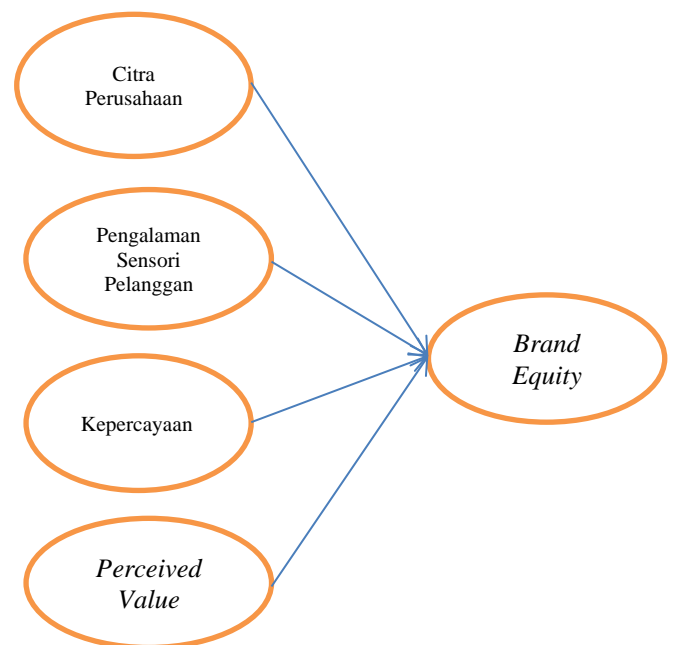 Citra
Perusahaan
Pengalaman
Sensori
Pelanggan
Brand
Equity
Kepercayaan
Perceived
Value